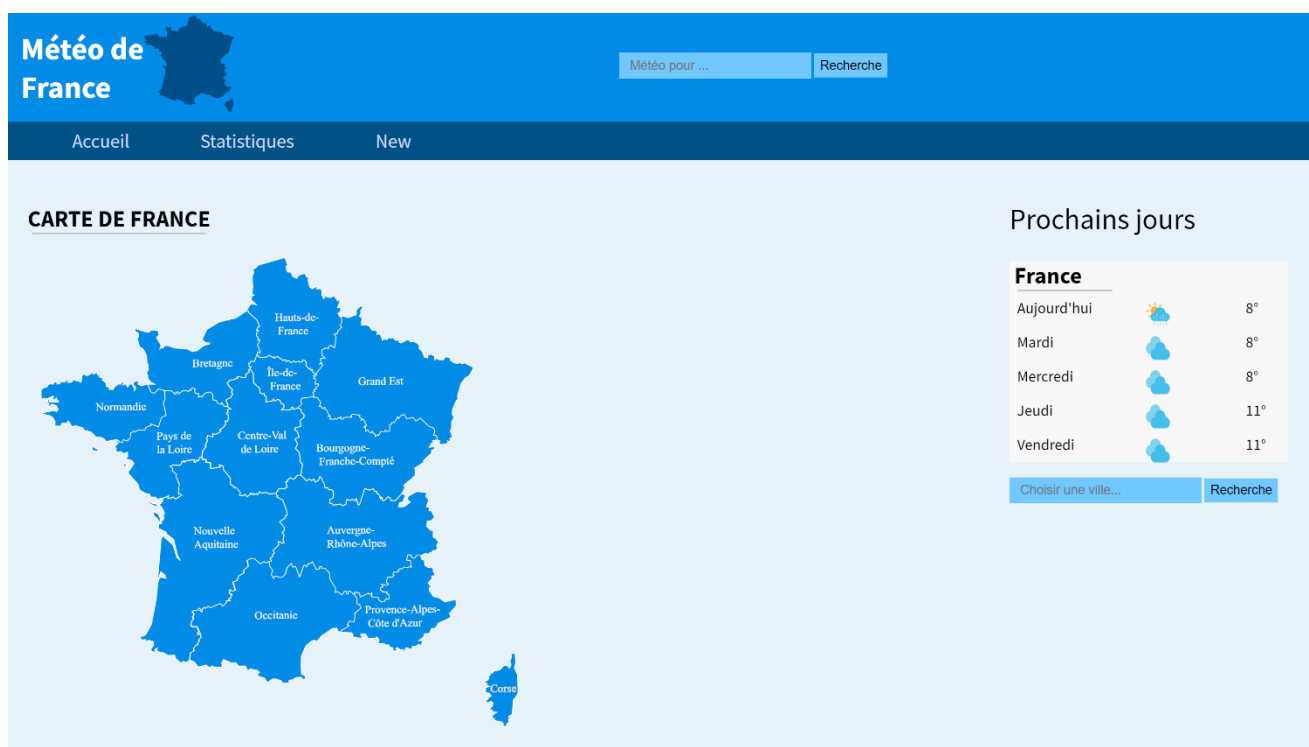 Météo de
France
Météo pour ...
Recherche
Accueil
Statistiques
New
CARTE DE FRANCE
Hauts-de-
France
Bretagne
Île-de-
France
Grand Est
Normandie
Pays de
la Loire
Centre-Val
de Loire
Bourgogne-
Franche-Compté
Nouvelle
Aquitaine
Auvergne-
Rhône-Alpes
Occitanie
Provence-Alpes-
Côte d'Azur
Corse
Prochains jours
France
Aujourd'hui 8°
Mardi 8°
Mercredi 8°
Jeudi 11°
Vendredi 11°
Choisir une ville...
Recherche